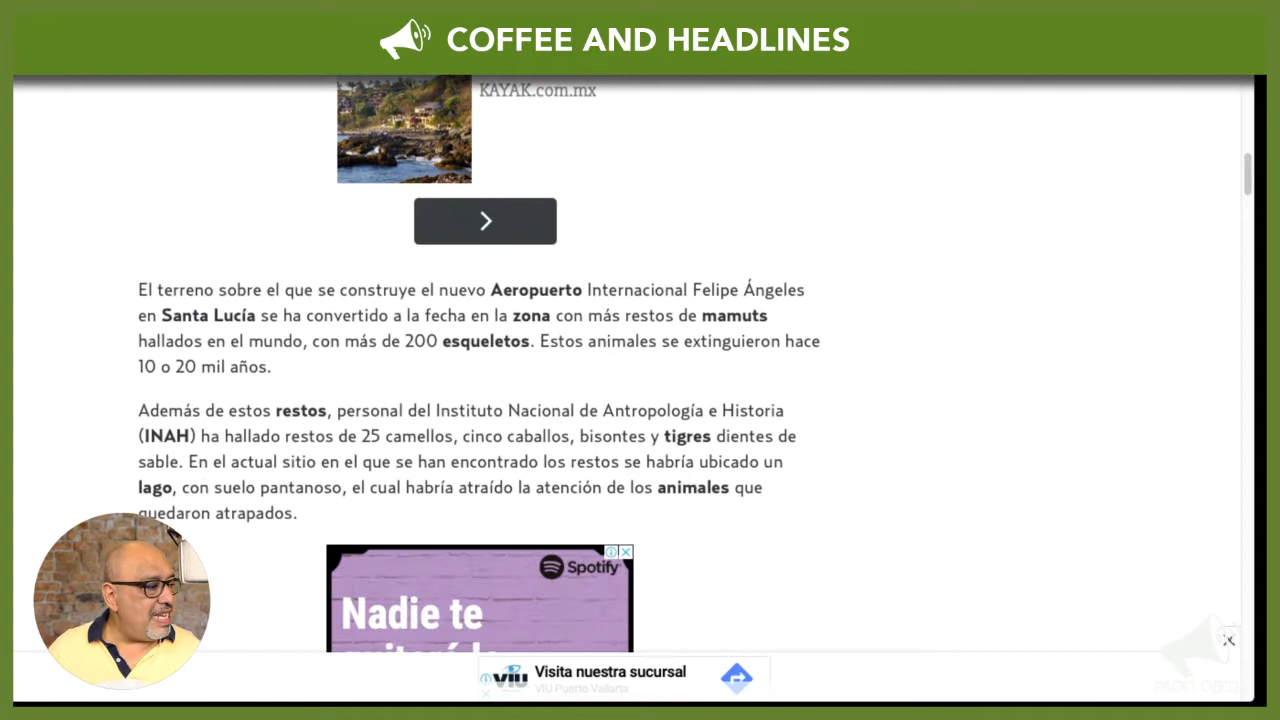 COFFEE AND HEADLINES
KAYAK.com.mx
El terreno sobre el que se construye el nuevo Aeropuerto Internacional Felipe Ángeles
en Santa Lucía se ha convertido a la fecha en la zona con más restos de mamuts
hallados en el mundo, con más de 200 esqueletos. Estos animales se extinguieron hace
10 o 20 mil años.
Además de estos restos, personal del Instituto Nacional de Antropología e Historia
(INAH) ha hallado restos de 25 camellos, cinco caballos, bisontes y tigres dientes de
sable. En el actual sitio en el que se han encontrado los restos se habría ubicado un
lago, con suelo pantanoso, el cual habría atraído la atención de los animales que
quedaron atrapados.
Spotify
Nadie te
VIU
Visita nuestra sucursal
VIU Puerto Vallarta